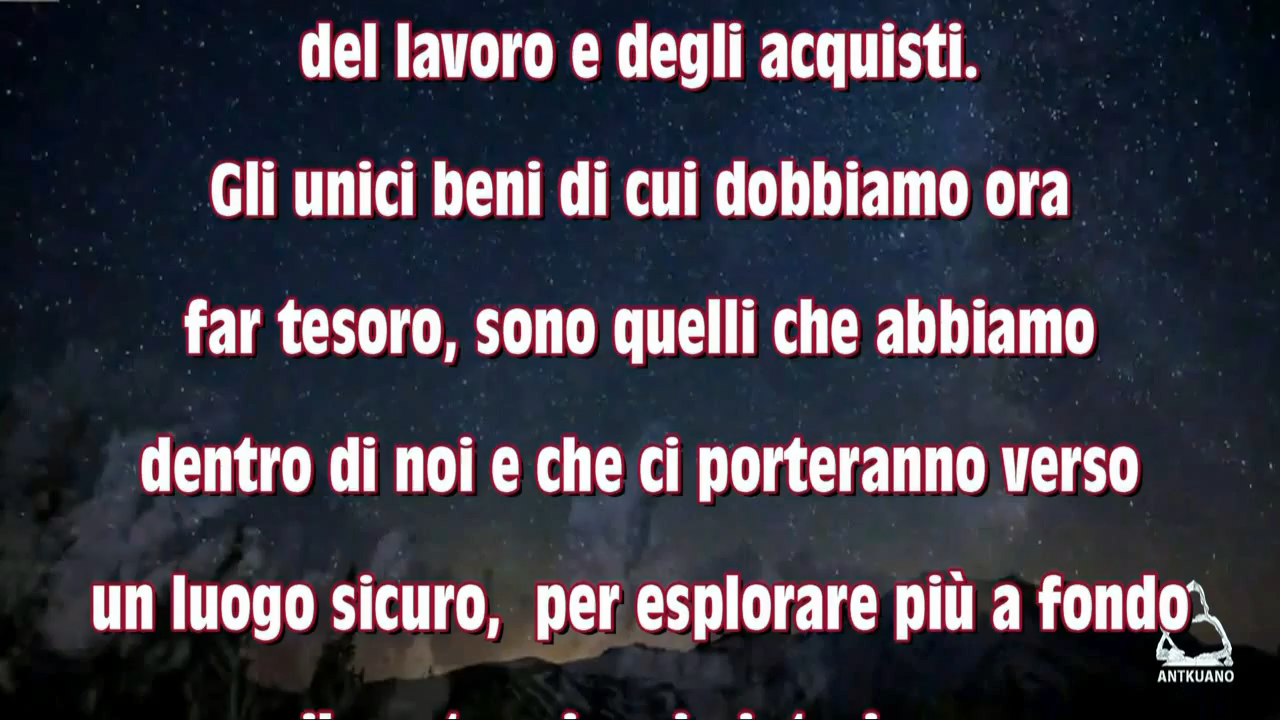 del lavoro e degli acquisti.
Gli unici beni di cui dobbiamo ora
far tesoro, sono quelli che abbiamo
dentro di noi e che ci porteranno verso
un luogo sicuro,  per esplorare più a fondo
ANTKUANO